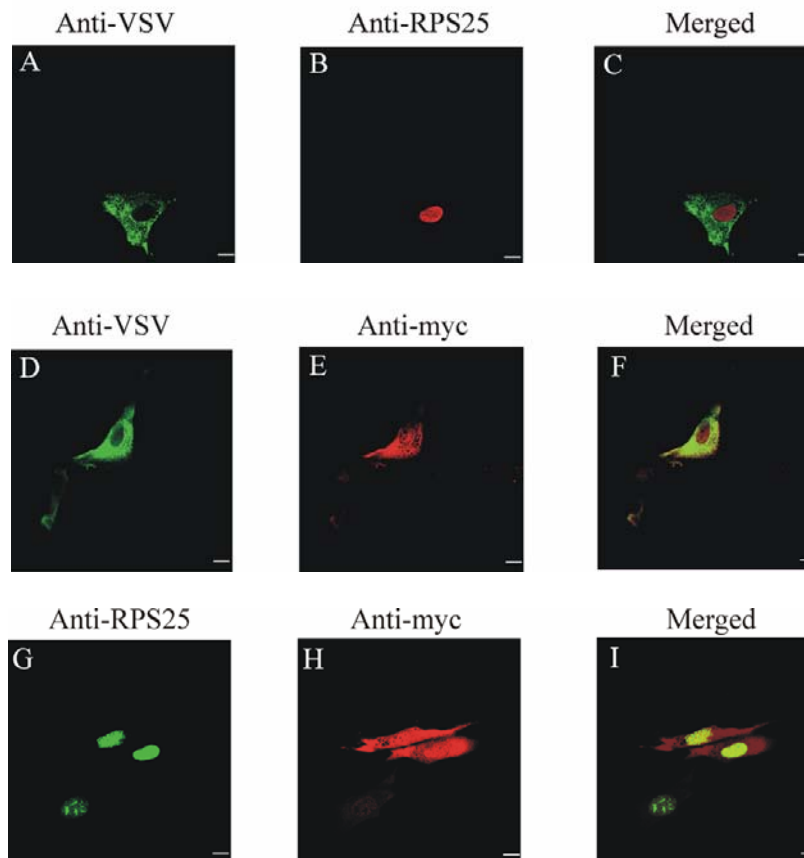 Anti-VSV Anti-RPS25 Merged
A B C
Anti-VSV Anti-myc Merged
D E F
Anti-RPS25 Anti-myc Merged
G H I